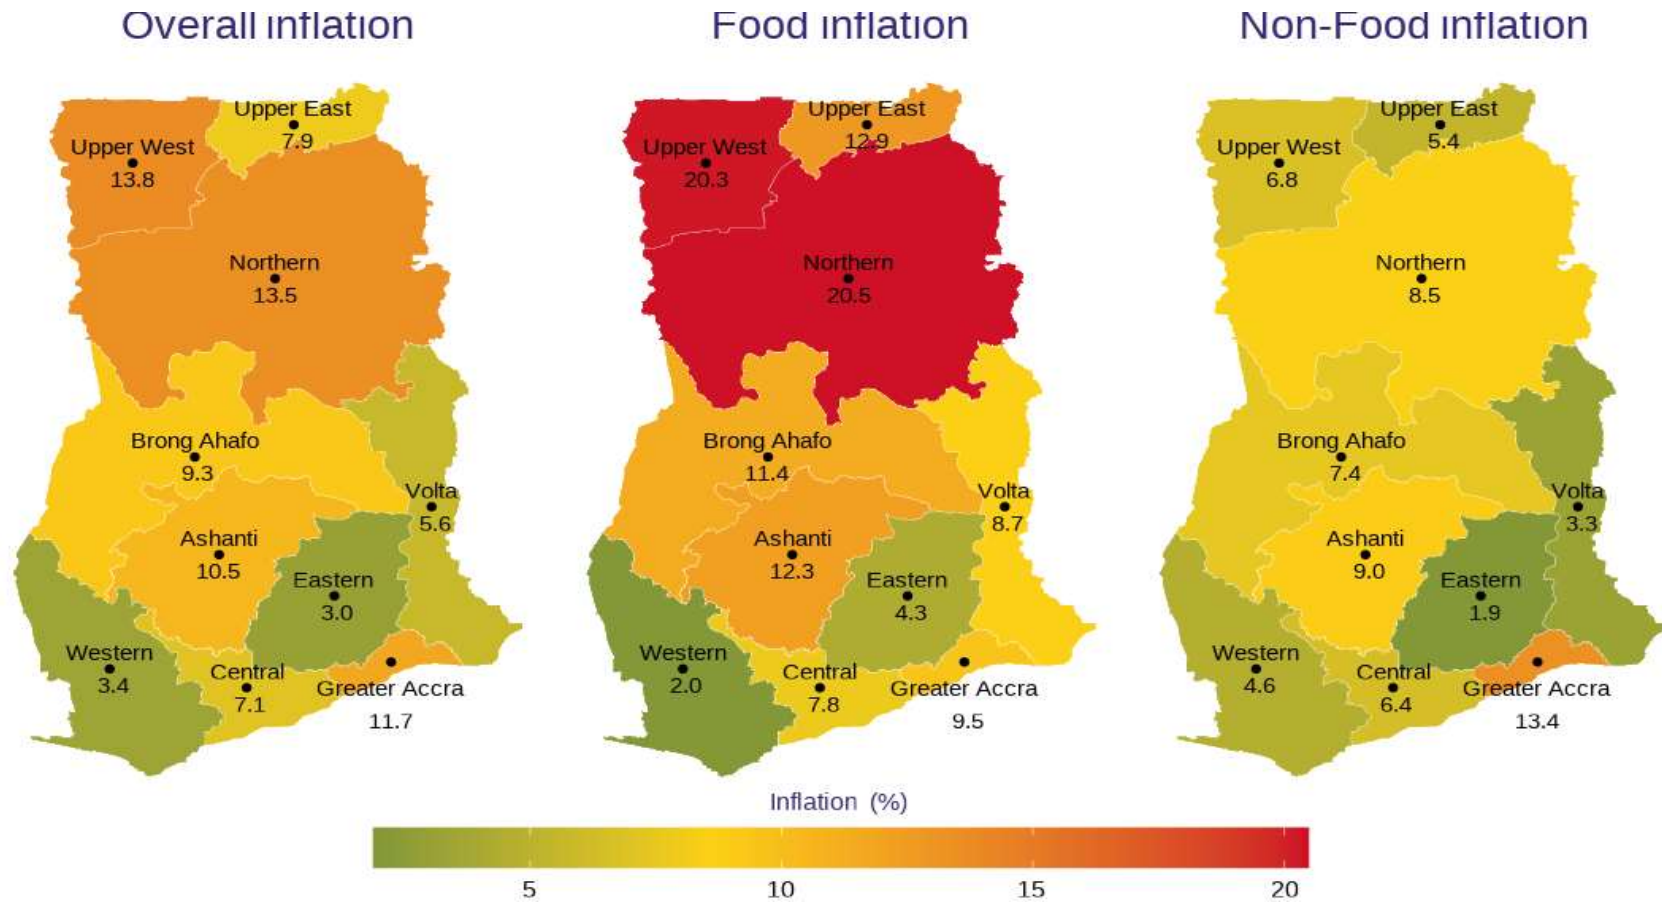 Overall inflation
Food inflation
Non-Food inflation
Upper East
7.9
Upper West
13.8
Northern
13.5
Brong Ahafo
9.3
Volta
5.6
Ashanti
10.5
Eastern
3.0
Western
3.4
Central
7.1
Greater Accra
11.7
Upper East
12.9
Upper West
20.3
Northern
20.5
Brong Ahafo
11.4
Volta
8.7
Ashanti
12.3
Eastern
4.3
Western
2.0
Central
7.8
Greater Accra
9.5
Upper East
5.4
Upper West
6.8
Northern
8.5
Brong Ahafo
7.4
Volta
3.3
Ashanti
9.0
Eastern
1.9
Western
4.6
Central
6.4
Greater Accra
13.4
Inflation (%)
5 10 15 20